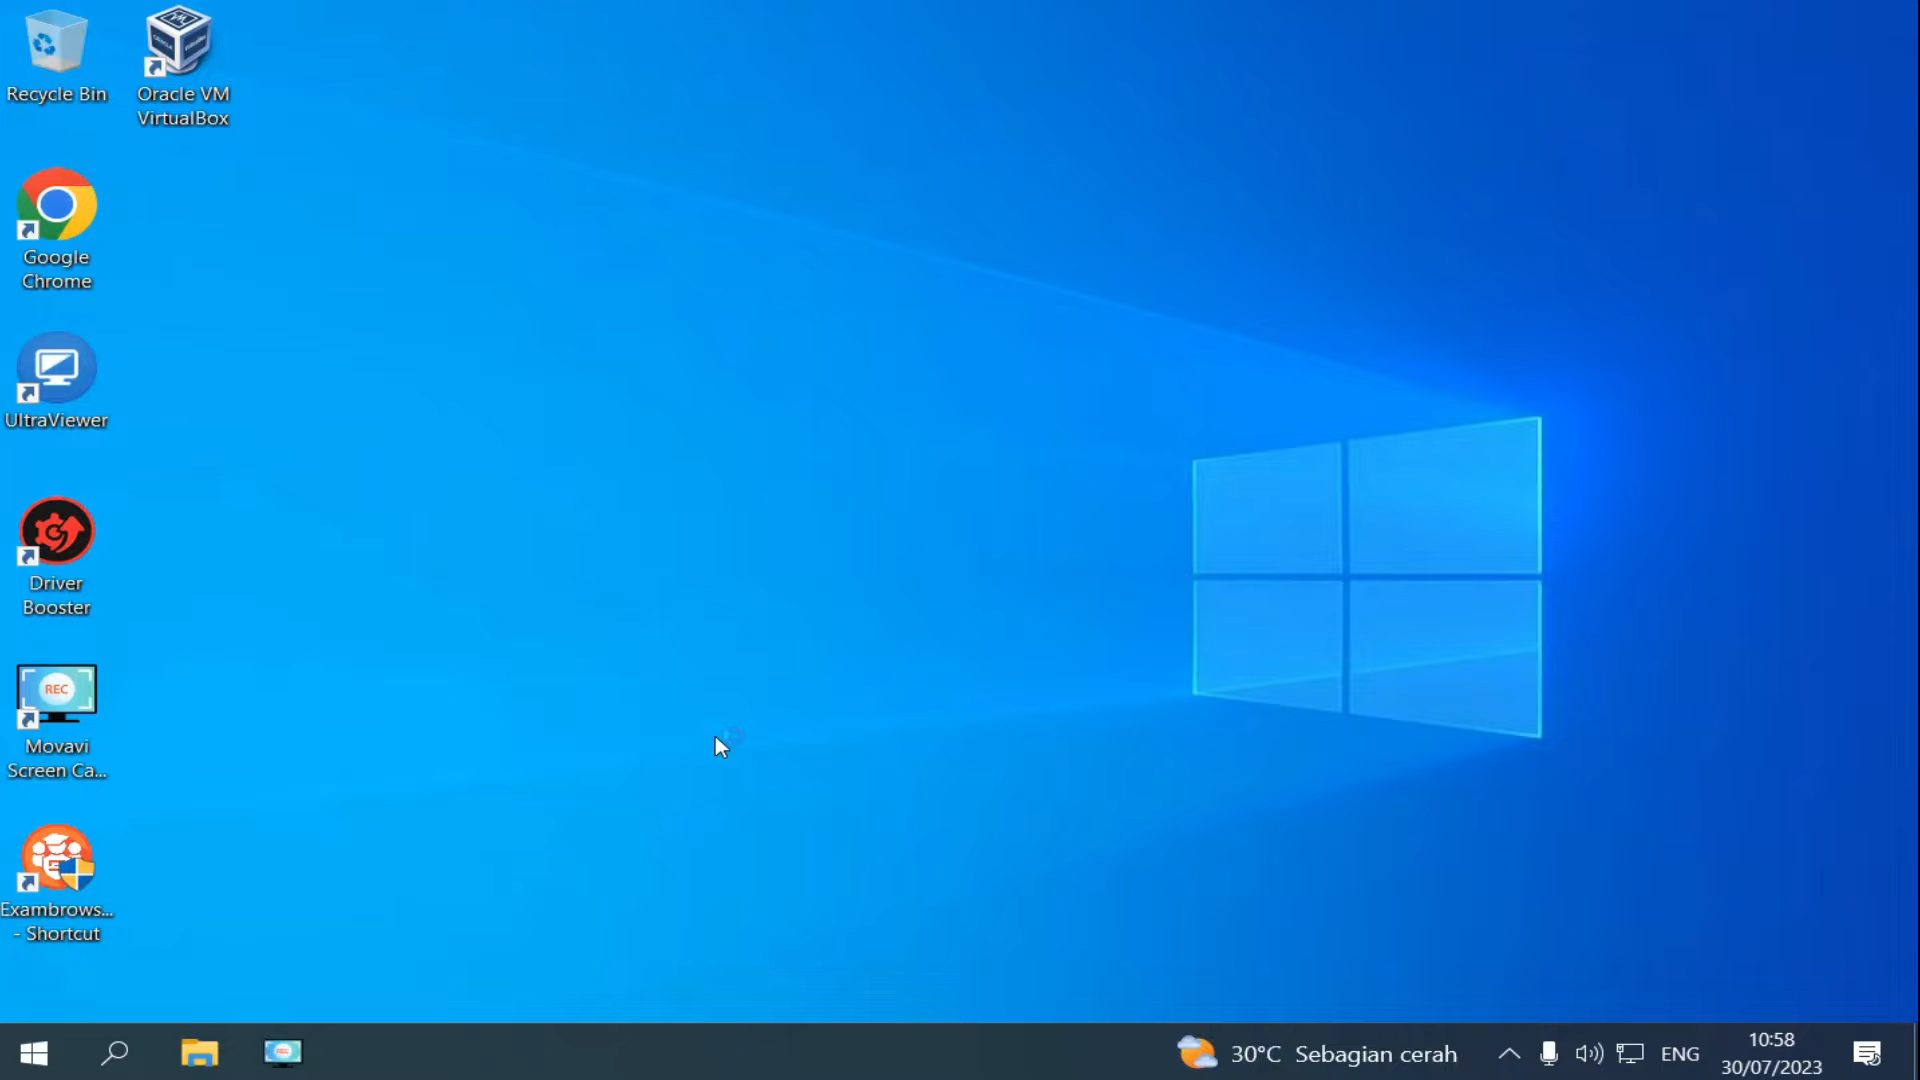 Recycle Bin
Oracle VM
VirtualBox
Google
Chrome
UltraViewer
Driver
Booster
REC
Movavi
Screen Ca...
Exambrows...
- Shortcut
30°C Sebagian cerah
ENG
10:58
30/07/2023